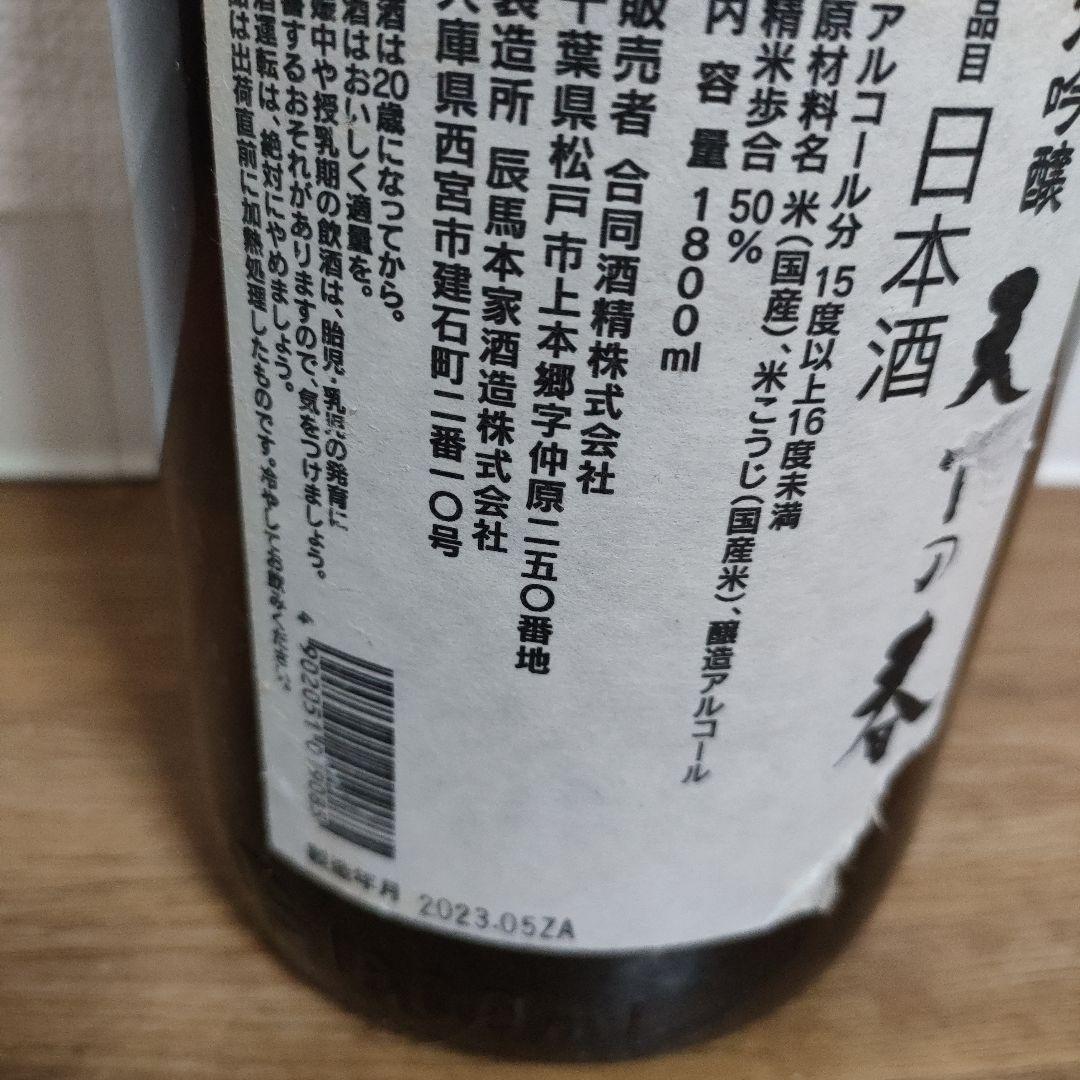 吟醸
春
品目 日本酒
アルコール分 15度以上16度未満
原材料名 米(国産)、米こうじ(国産米)、醸造アルコール
精米歩合 50%
内容量 1800ml
販売者 合同酒精株式会社
千葉県松戸市上本郷字仲原二五〇番地
製造所 辰馬本家酒造株式会社
兵庫県西宮市建石町二番一〇号
酒は20歳になってから。
酒はおいしく適量を。
娠中や授乳期の飲酒は、胎児・乳児の発育に
響するおそれがありますので、気をつけましょう。
酒運転は、絶対にやめましょう。
は出荷直前に加熱処理したものです。冷やしてお飲みください。
製造年月 2023.05ZA